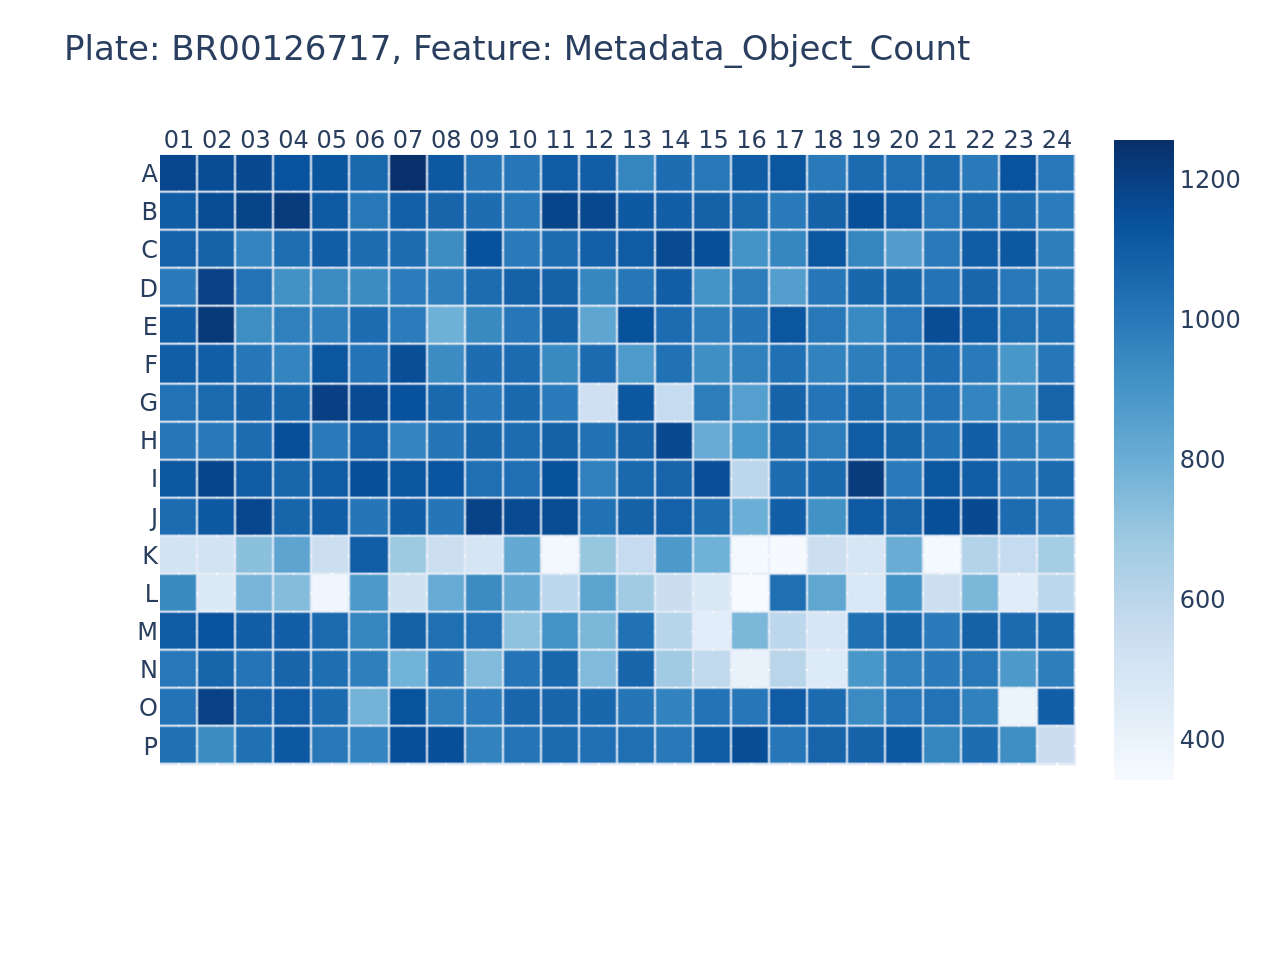 Plate: BR00126717, Feature: Metadata_Object_Count
01 02 03 04 05 06 07 08 09 10 11 12 13 14 15 16 17 18 19 20 21 22 23 24
A
B
C
D
E
F
G
H
I
J
K
L
M
N
O
P
1200
1000
800
600
400